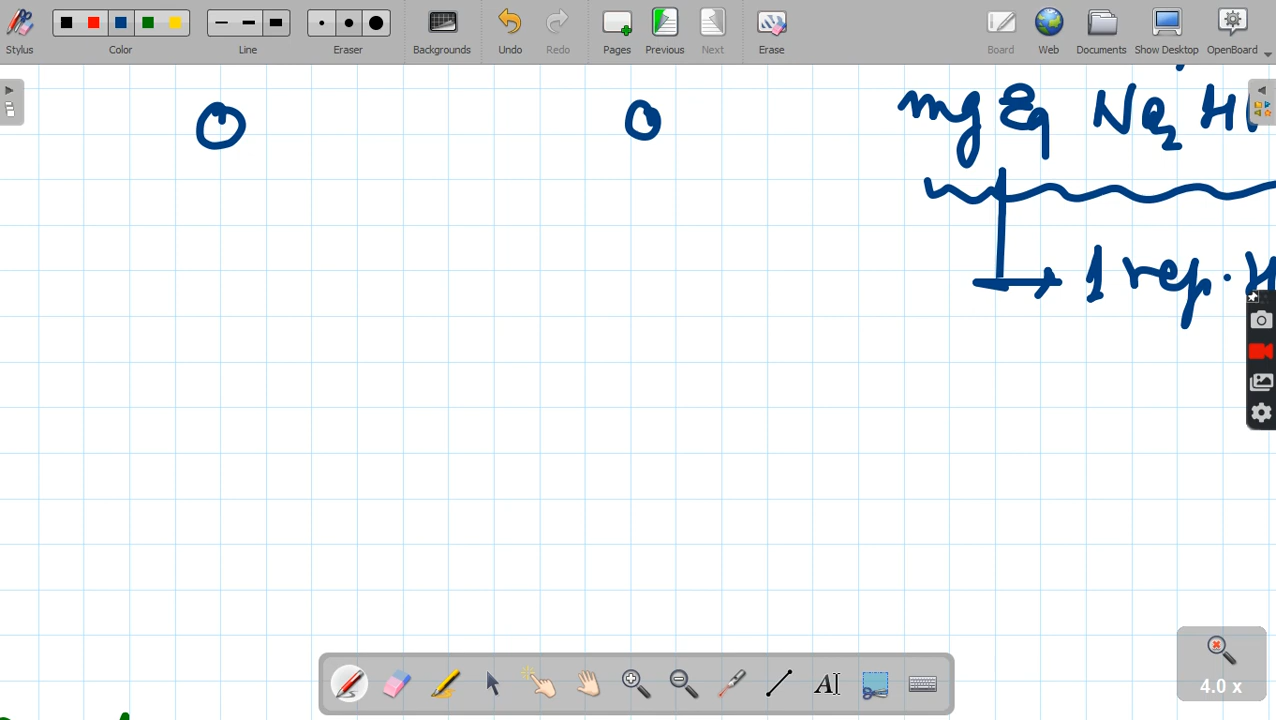 Stylus Color Line Eraser Backgrounds Undo Redo Pages Previous Next Erase Board Web Documents Show Desktop OpenBoard
O O mg Eq Na2 H
1 rep. H
4.0 x